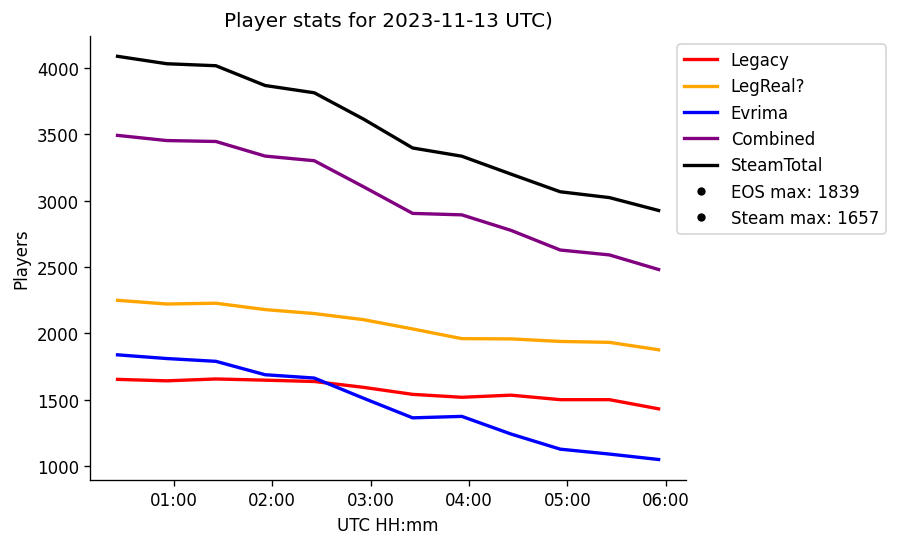 Player stats for 2023-11-13 UTC)
Players
4000
3500
3000
2500
2000
1500
1000
01:00
02:00
03:00
04:00
05:00
06:00
UTC HH:mm
Legacy
LegReal?
Evrima
Combined
SteamTotal
EOS max: 1839
Steam max: 1657